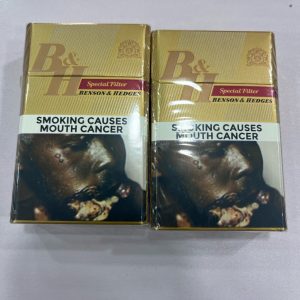 B&H
Special Filter
BENSON & HEDGES
SMOKING CAUSES
MOUTH CANCER
B&H
Special Filter
BENSON & HEDGES
SMOKING CAUSES
MOUTH CANCER